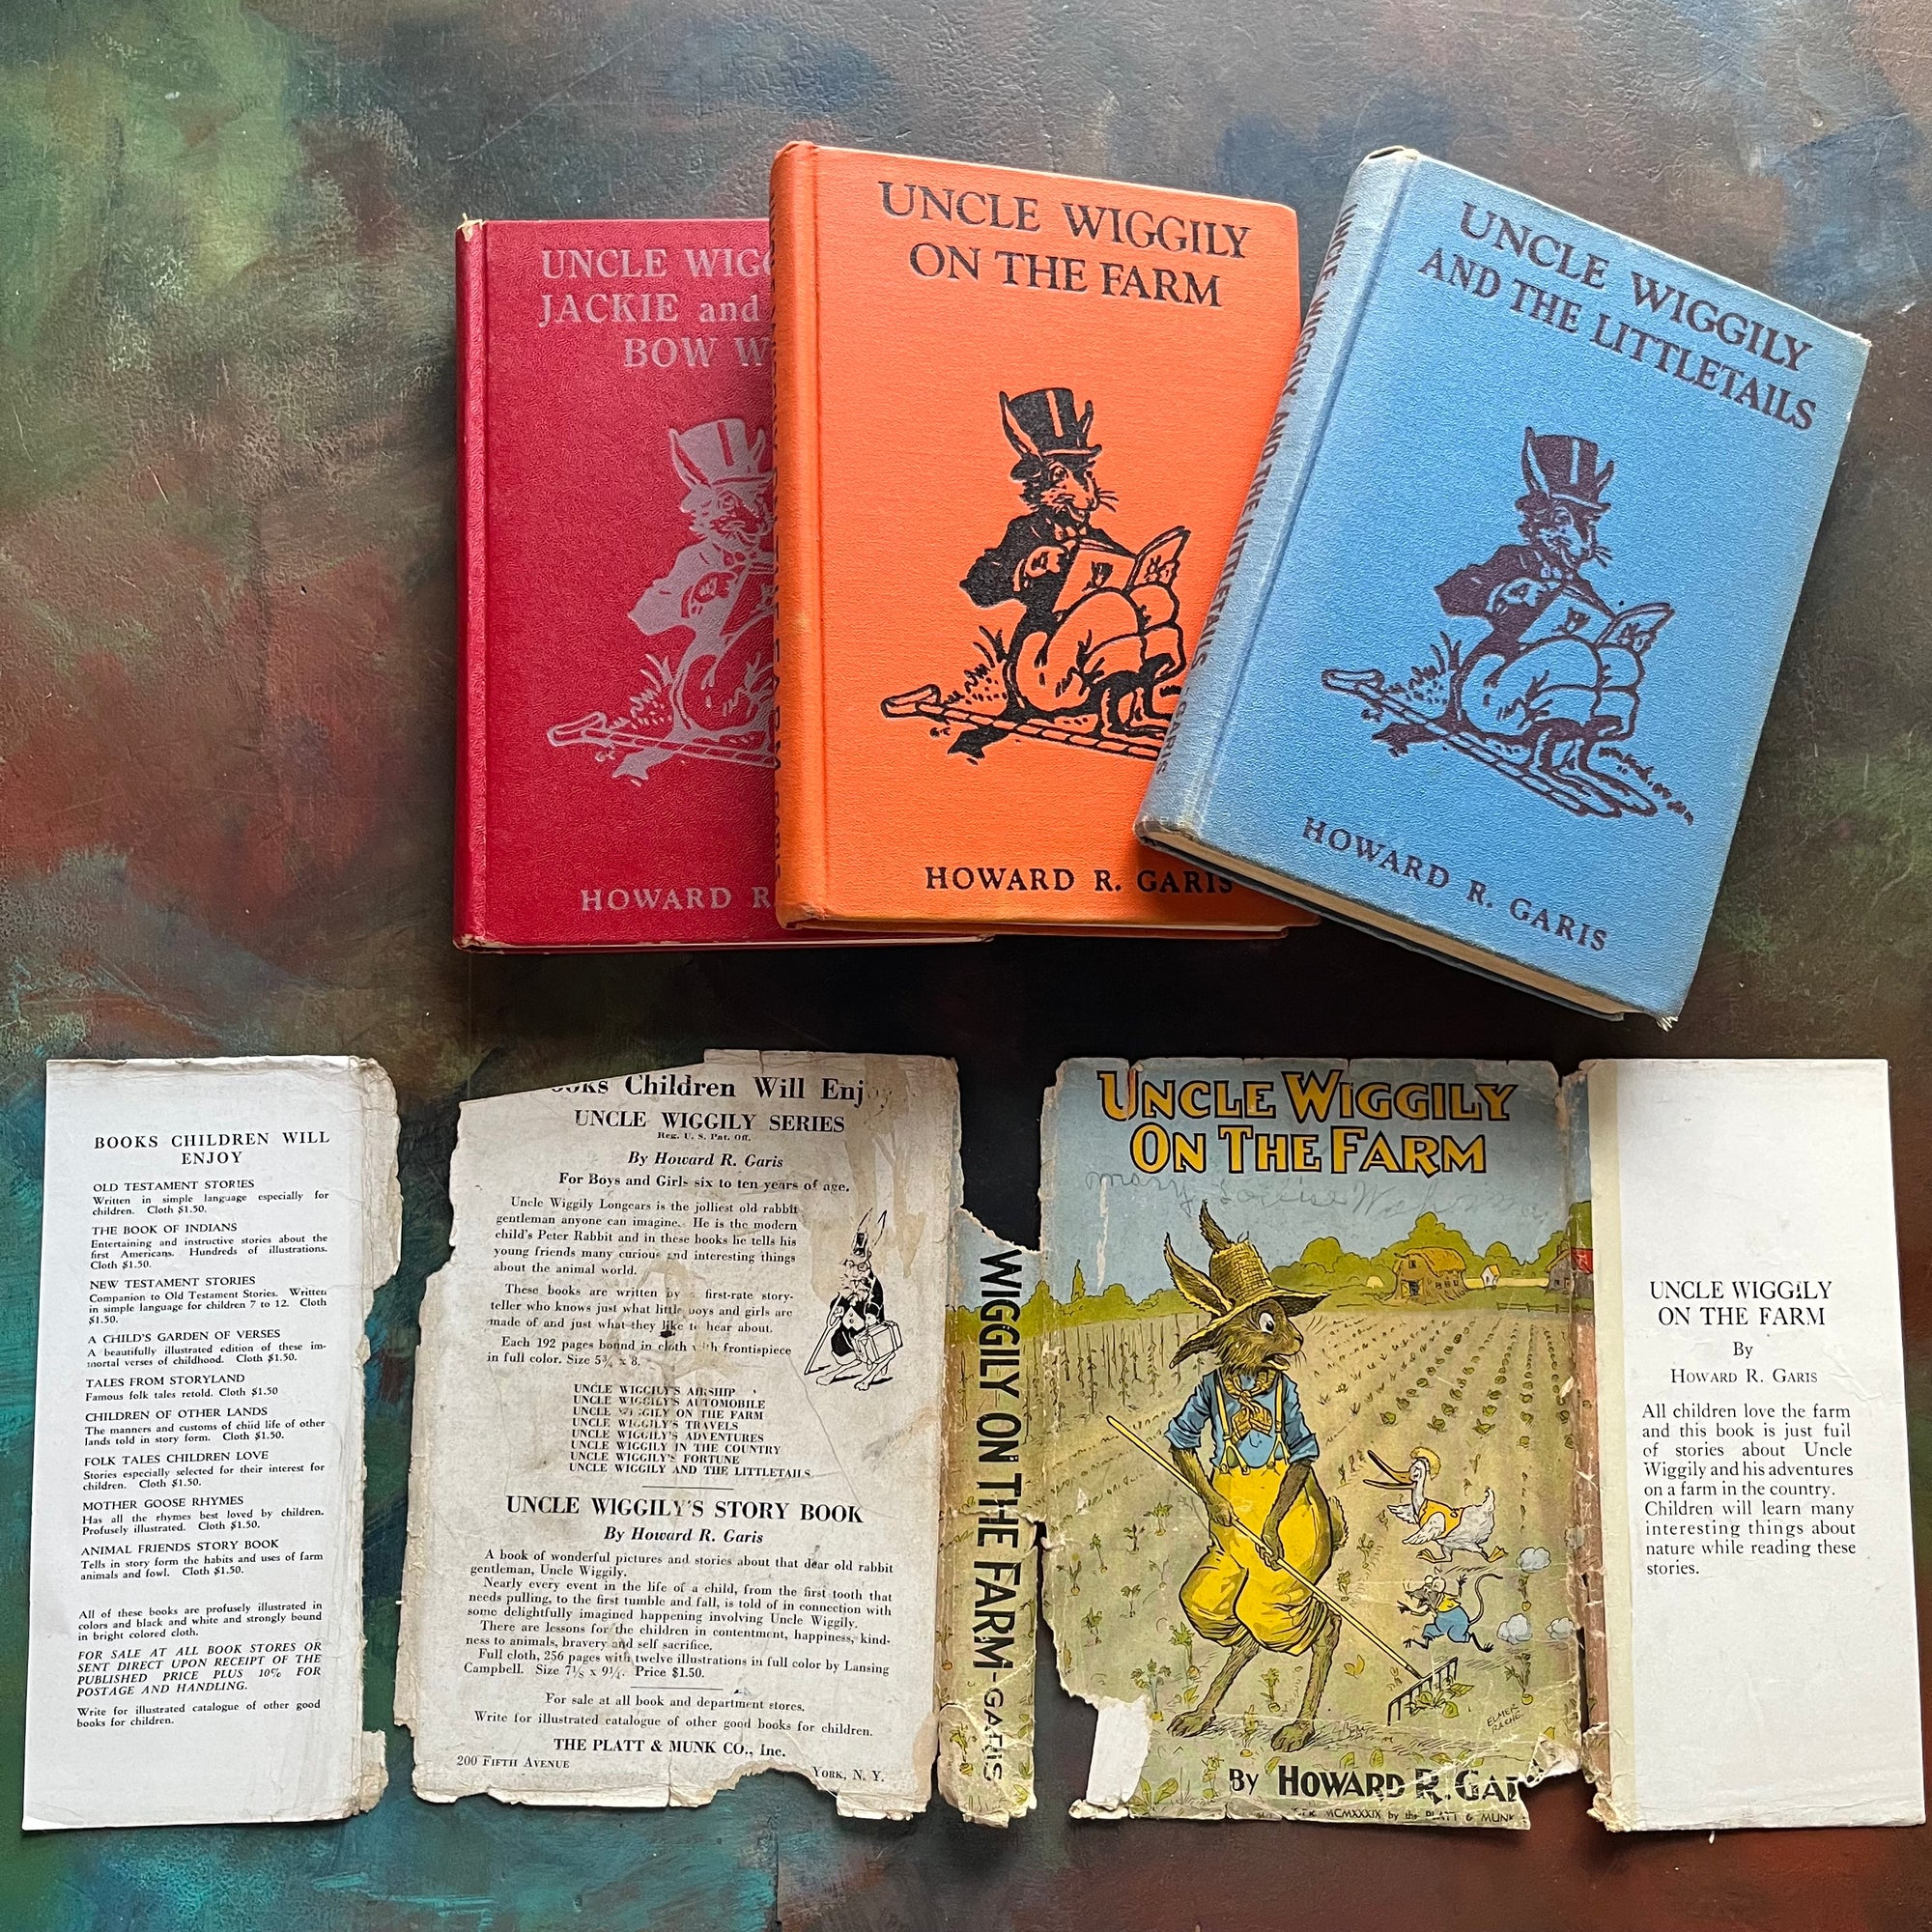 UNCLE WIGG
JACKIE and
BOW W
HOWARD R.
UNCLE WIGGILY
ON THE FARM
HOWARD R. GARIS
UNCLE WIGGILY AND THE LITTLETAILS
GARIS
UNCLE WIGGILY
AND THE LITTLETAILS
HOWARD R. GARIS
BOOKS CHILDREN WILL
ENJOY
OLD TESTAMENT STORIES
Written in simple language especially for
children. Cloth $1.50.
THE BOOK OF INDIANS
Entertaining and instructive stories about the
first Americans. Hundreds of illustrations.
Cloth $1.50.
NEW TESTAMENT STORIES
Companion to Old Testament Stories. Written
in simple language for children 7 to 12. Cloth
$1.50.
A CHILD'S GARDEN OF VERSES
A beautifully illustrated edition of these im-
mortal verses of childhood. Cloth $1.50.
TALES FROM STORYLAND
Famous folk tales retold. Cloth $1.50
CHILDREN OF OTHER LANDS
The manners and customs of child life of other
lands told in story form. Cloth $1.50.
FOLK TALES CHILDREN LOVE
Stories especially selected for their interest for
children. Cloth $1.50.
MOTHER GOOSE RHYMES
Has all the rhymes best loved by children.
Profusely illustrated. Cloth $1.50.
ANIMAL FRIENDS STORY BOOK
Tells in story form the habits and uses of farm
animals and fowl. Cloth $1.50.
All of these books are profusely illustrated in
colors and black and white and strongly bound
in bright colored cloth.
FOR SALE AT ALL BOOK STORES OR
SENT DIRECT UPON RECEIPT OF THE
PUBLISHED PRICE PLUS 10% FOR
POSTAGE AND HANDLING.
Write for illustrated catalogue of other good
books for children.
ooks Children Will Enjoy
UNCLE WIGGILY SERIES
Reg. U. S. Pat. Off.
By Howard R. Garis
For Boys and Girls six to ten years of age.
Uncle Wiggily Longears is the jolliest old rabbit
gentleman anyone can imagine. He is the modern
child's Peter Rabbit and in these books he tells his
young friends many curious and interesting things
about the animal world.
These books are written by first-rate story-
teller who knows just what little boys and girls are
made of and just what they like to hear about.
Each 192 pages bound in cloth with frontispiece
in full color. Size 5¾ x 8.
UNCLE WIGGILY'S AIRSHIP
UNCLE WIGGILY'S AUTOMOBILE
UNCLE WIGGILY ON THE FARM
UNCLE WIGGILY'S TRAVELS
UNCLE WIGGILY'S ADVENTURES
UNCLE WIGGILY IN THE COUNTRY
UNCLE WIGGILY'S FORTUNE
UNCLE WIGGILY AND THE LITTLETAILS
UNCLE WIGGILY'S STORY BOOK
By Howard R. Garis
A book of wonderful pictures and stories about that dear old rabbit
gentleman, Uncle Wiggily.
Nearly every event in the life of a child, from the first tooth that
needs pulling, to the first tumble and fall, is told of in connection with
some delightfully imagined happening involving Uncle Wiggily.
There are lessons for the children in contentment, happiness, kind-
ness to animals, bravery and self sacrifice.
Full cloth, 256 pages with twelve illustrations in full color by Lansing
Campbell. Size 7⅛ x 9¼. Price $1.50.
For sale at all book and department stores.
Write for illustrated catalogue of other good books for children.
THE PLATT & MUNK CO., Inc.
200 FIFTH AVENUE YORK, N. Y.
WIGGILY ON THE FARM-GARIS
UNCLE WIGGILY
ON THE FARM
Mary Louise
ELMER
RACHE
BY HOWARD R. GAR
MCMXXXIX by the PLATT & MUNK
UNCLE WIGGILY
ON THE FARM
By
HOWARD R. GARIS
All children love the farm
and this book is just full
of stories about Uncle
Wiggily and his adventures
on a farm in the country.
Children will learn many
interesting things about
nature while reading these
stories.